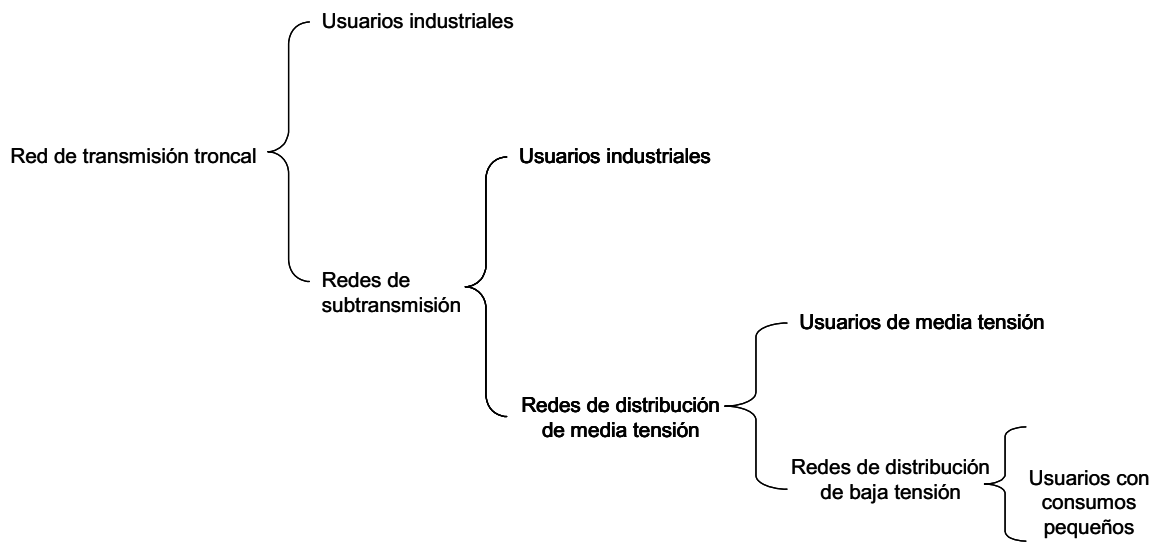 Usuarios industriales
Red de transmisión troncal
Usuarios industriales
Redes de
subtransmisión
Usuarios de media tensión
Redes de distribución
de media tensión
Redes de distribución
de baja tensión
Usuarios con
consumos
pequeños